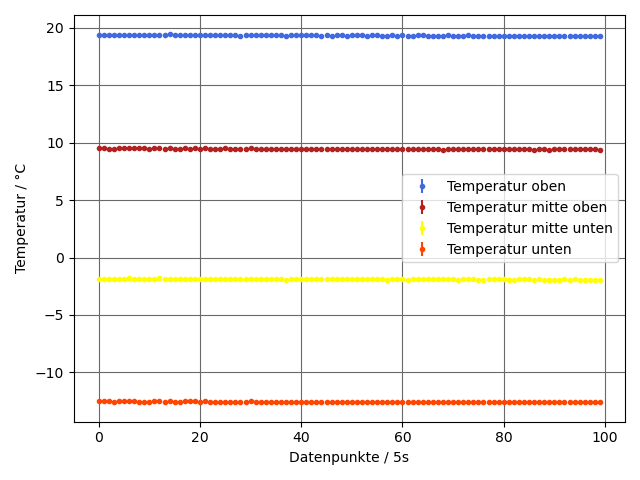 20
15
10
5
0
−5
−10
Temperatur / °C
Temperatur oben
Temperatur mitte oben
Temperatur mitte unten
Temperatur unten
0 20 40 60 80 100
Datenpunkte / 5s